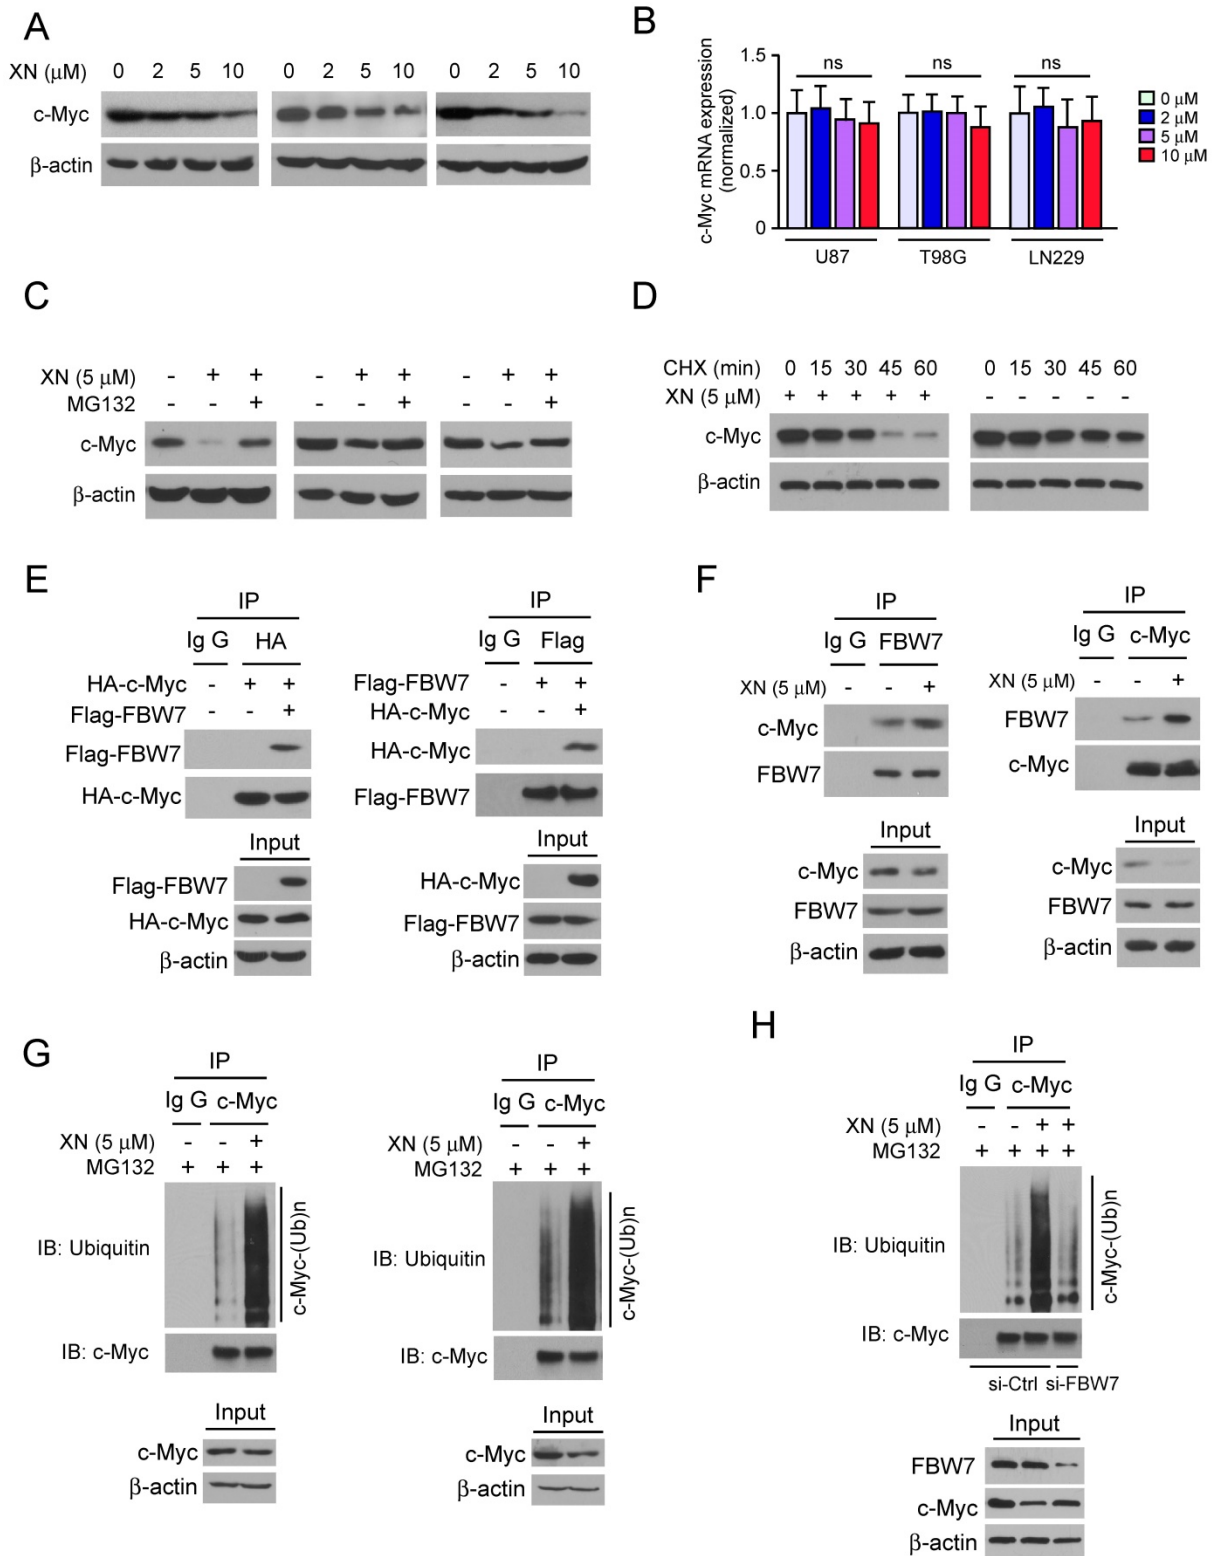 A
XN (μM) 0 2 5 10 0 2 5 10 0 2 5 10
c-Myc
β-actin
B
c-Myc mRNA expression
(normalized)
1.5
1.0
0.5
0
ns ns ns
U87 T98G LN229
0 μM
2 μM
5 μM
10 μM
C
XN (5 μM) - + + - + + - + +
MG132 - - + - - + - - +
c-Myc
β-actin
D
CHX (min) 0 15 30 45 60 0 15 30 45 60
XN (5 μM) + + + + + - - - - -
c-Myc
β-actin
E
IP
Ig G HA
HA-c-Myc - + +
Flag-FBW7 - - +
Flag-FBW7
HA-c-Myc
Input
Flag-FBW7
HA-c-Myc
β-actin
IP
Ig G Flag
Flag-FBW7 - + +
HA-c-Myc - - +
HA-c-Myc
Flag-FBW7
Input
HA-c-Myc
Flag-FBW7
β-actin
F
IP
Ig G FBW7
XN (5 μM) - - +
c-Myc
FBW7
Input
c-Myc
FBW7
β-actin
IP
Ig G c-Myc
XN (5 μM) - - +
FBW7
c-Myc
Input
c-Myc
FBW7
β-actin
G
IP
Ig G c-Myc
XN (5 μM) - - +
MG132 + + +
IB: Ubiquitin
c-Myc-(Ub)n
IB: c-Myc
Input
c-Myc
β-actin
IP
Ig G c-Myc
XN (5 μM) - - +
MG132 + + +
IB: Ubiquitin
c-Myc-(Ub)n
IB: c-Myc
Input
c-Myc
β-actin
H
IP
Ig G c-Myc
XN (5 μM) - - + +
MG132 + + + +
IB: Ubiquitin
c-Myc-(Ub)n
IB: c-Myc
si-Ctrl si-FBW7
Input
FBW7
c-Myc
β-actin